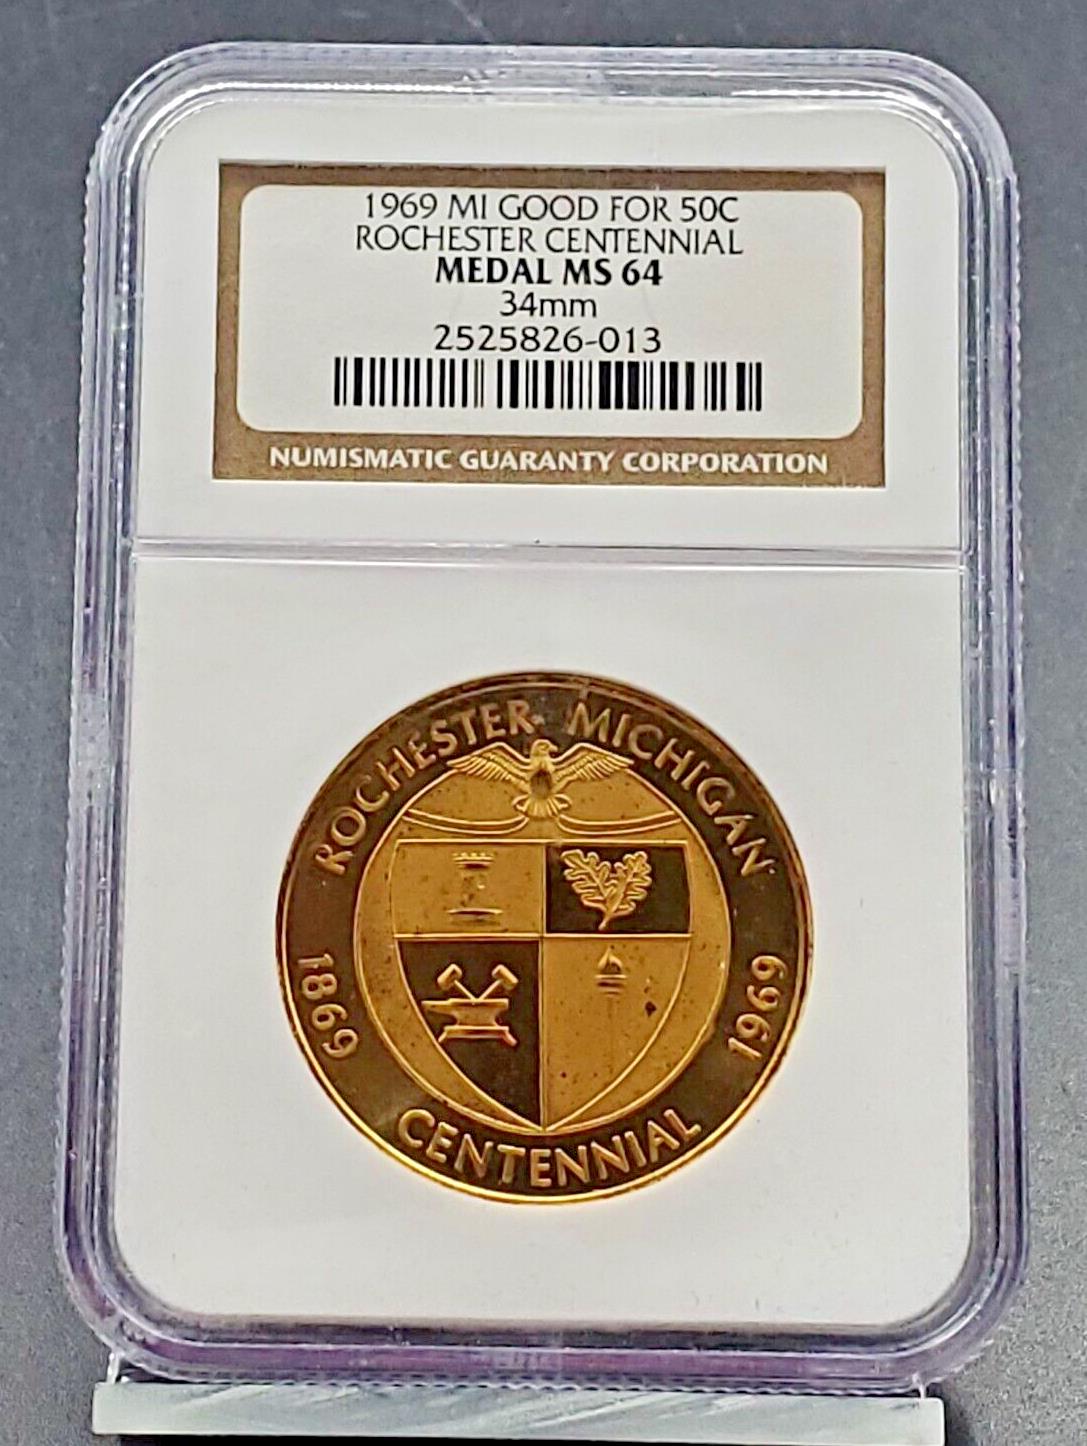 1969 MI GOOD FOR 50C
ROCHESTER CENTENNIAL
MEDAL MS 64
34mm
2525826-013
NUMISMATIC GUARANTY CORPORATION
ROCHESTER MICHIGAN
1869
1969
CENTENNIAL